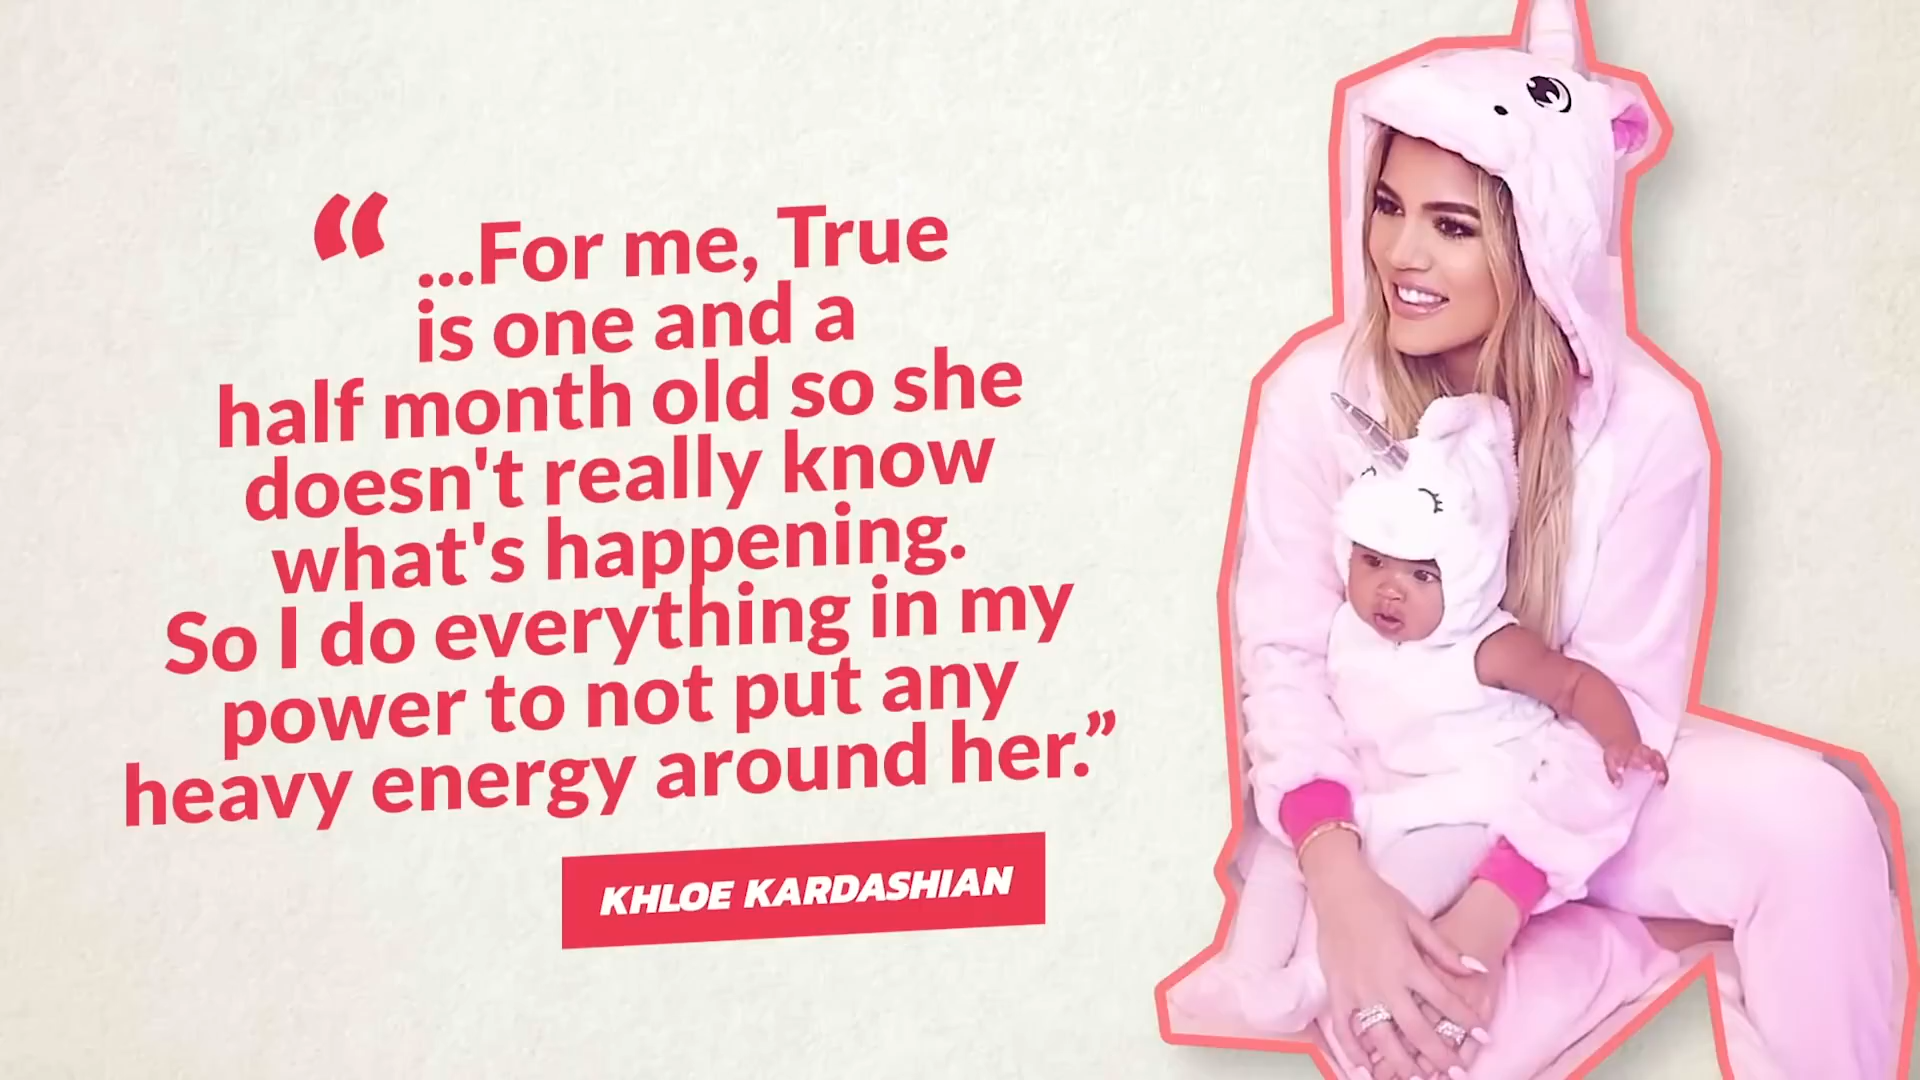 “ ...For me, True
is one and a
half month old so she
doesn't really know
what's happening.
So I do everything in my
power to not put any
heavy energy around her.”
KHLOE KARDASHIAN